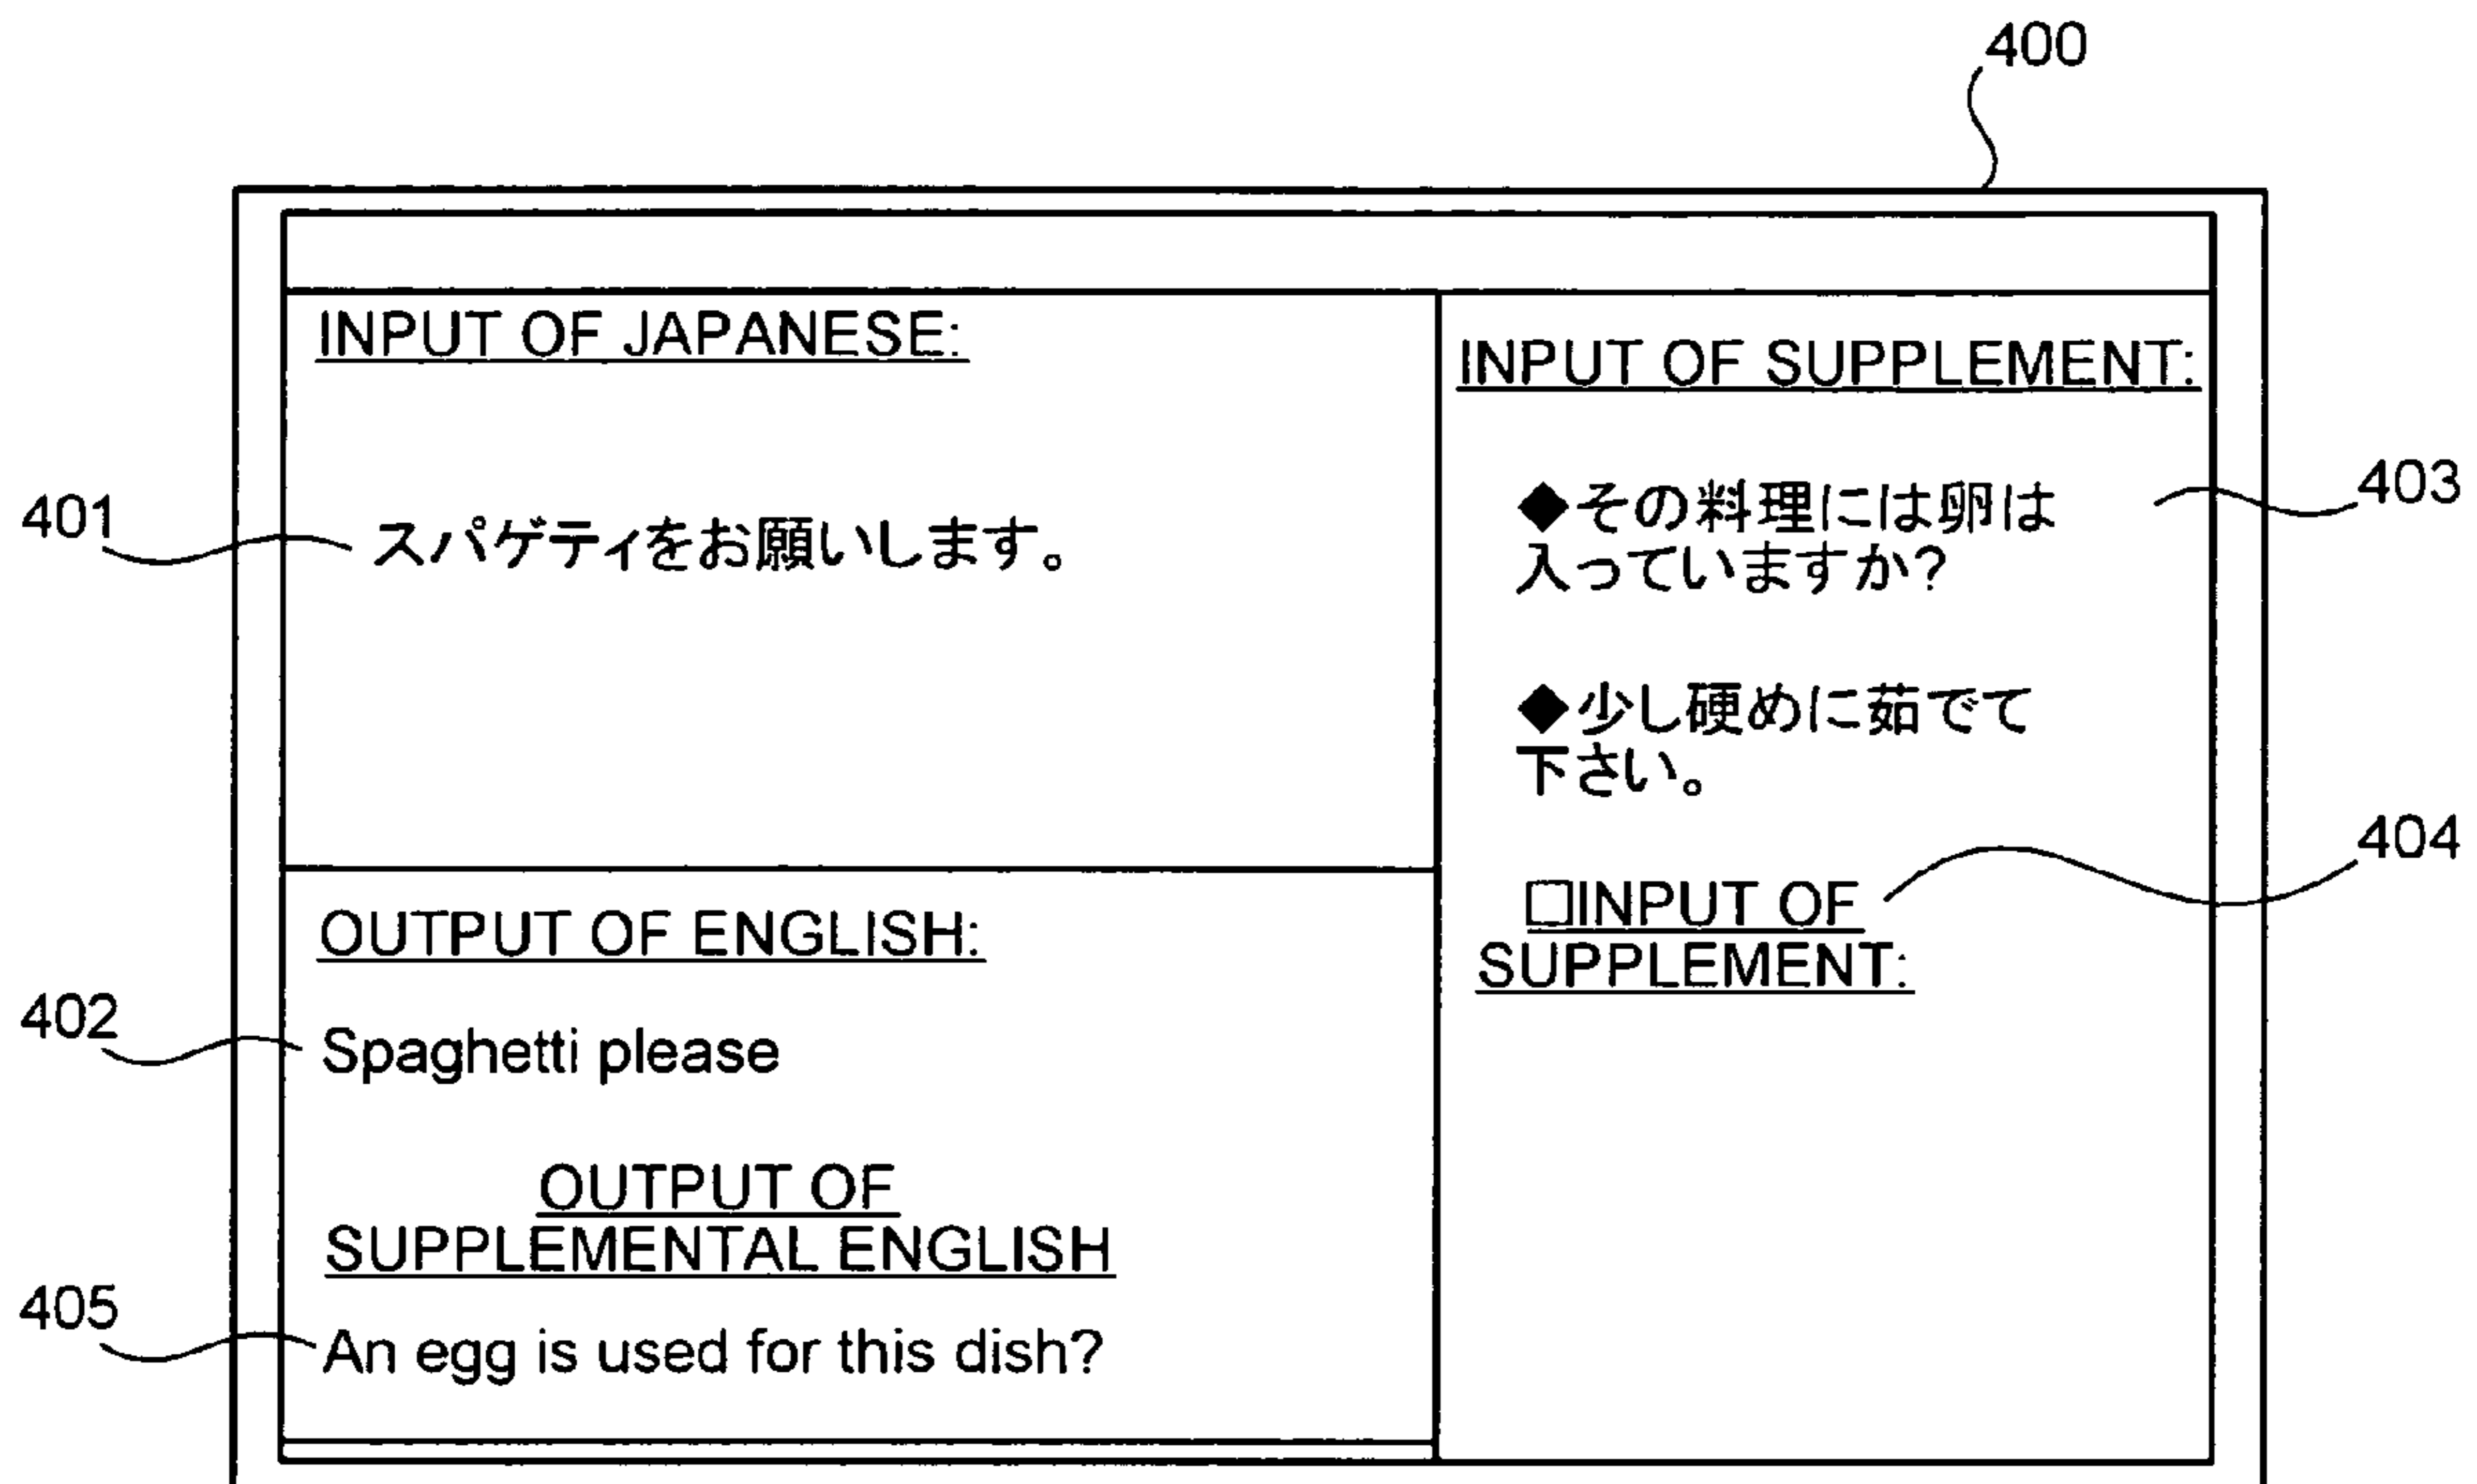 400
INPUT OF JAPANESE:
401
スパゲティをお願いします。
INPUT OF SUPPLEMENT:
403
◆その料理には卵は
入っていますか?
◆少し硬めに茹でて
下さい。
404
□INPUT OF
SUPPLEMENT:
OUTPUT OF ENGLISH:
402
Spaghetti please
OUTPUT OF
SUPPLEMENTAL ENGLISH
405
An egg is used for this dish?